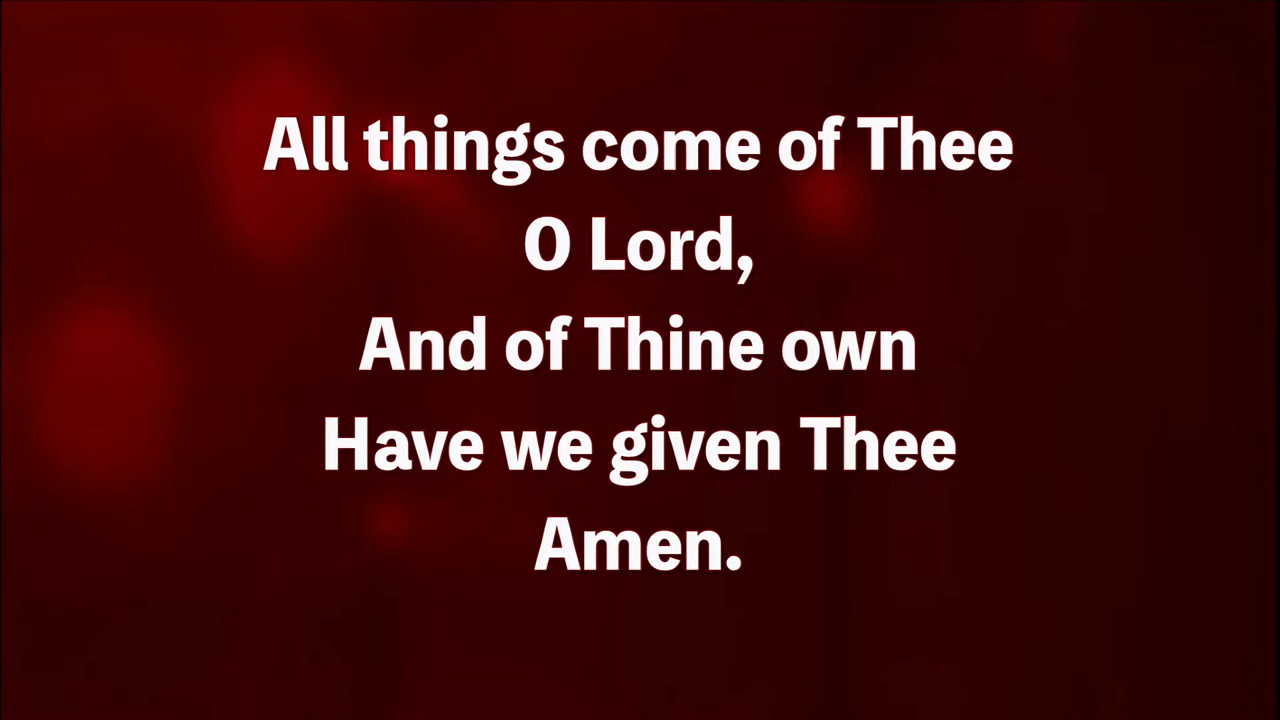 All things come of Thee
O Lord,
And of Thine own
Have we given Thee
Amen.